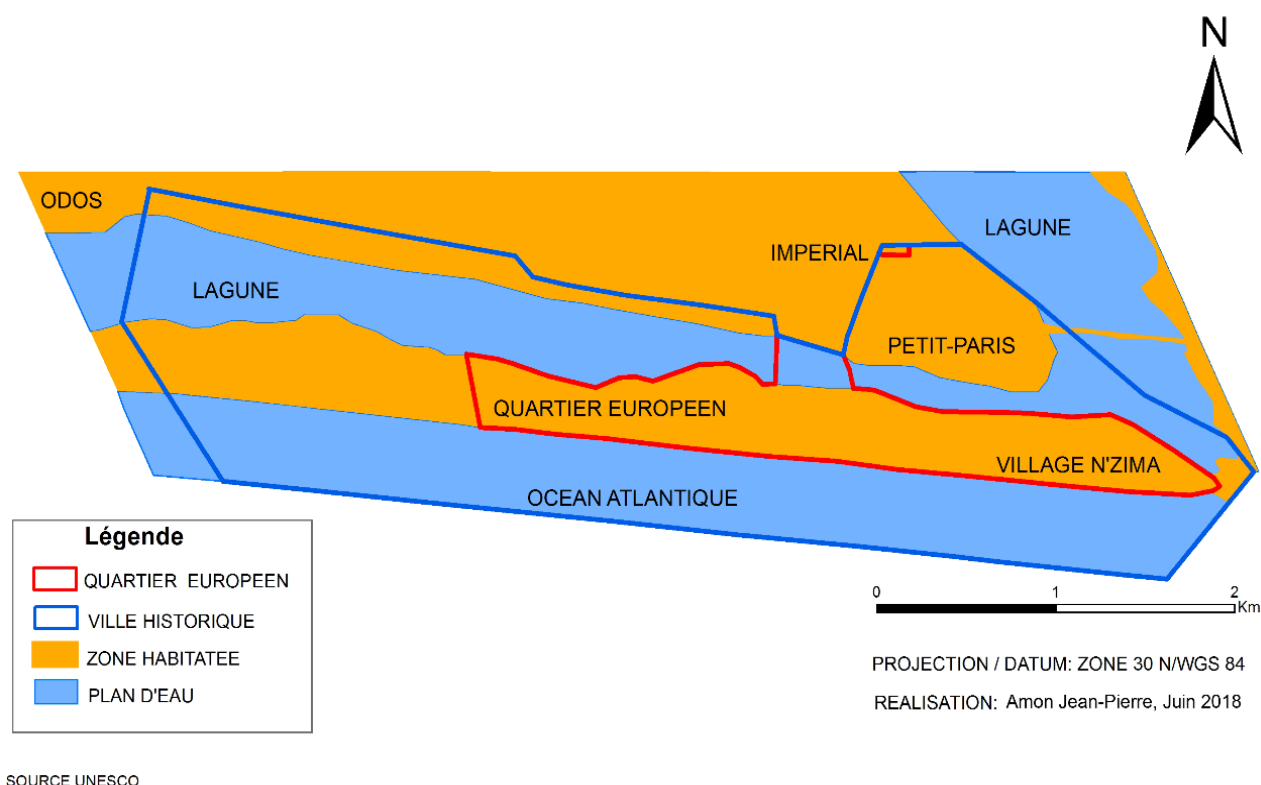 N
ODOS
LAGUNE
IMPERIAL
LAGUNE
PETIT-PARIS
QUARTIER EUROPEEN
VILLAGE N'ZIMA
OCEAN ATLANTIQUE
Légende
QUARTIER EUROPEEN
VILLE HISTORIQUE
ZONE HABITATEE
PLAN D'EAU
0 1 2
Km
PROJECTION / DATUM: ZONE 30 N/WGS 84
REALISATION: Amon Jean-Pierre, Juin 2018
SOURCE UNESCO